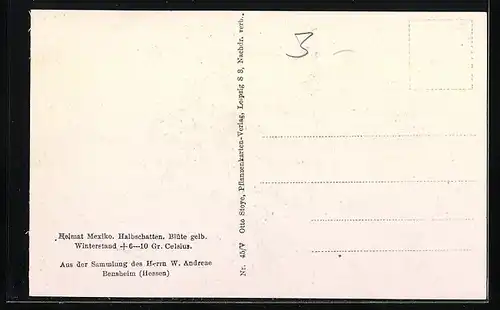 3.-
Heimat Mexiko. Halbschatten. Blüte gelb.
Winterstand +6—10 Gr. Celsius.
Aus der Sammlung des Herrn W. Andreae
Bensheim (Hessen)
Nr. 45/V Otto Stoye, Pflanzenkarten-Verlag, Leipzig S 3, Nachdr. verb.